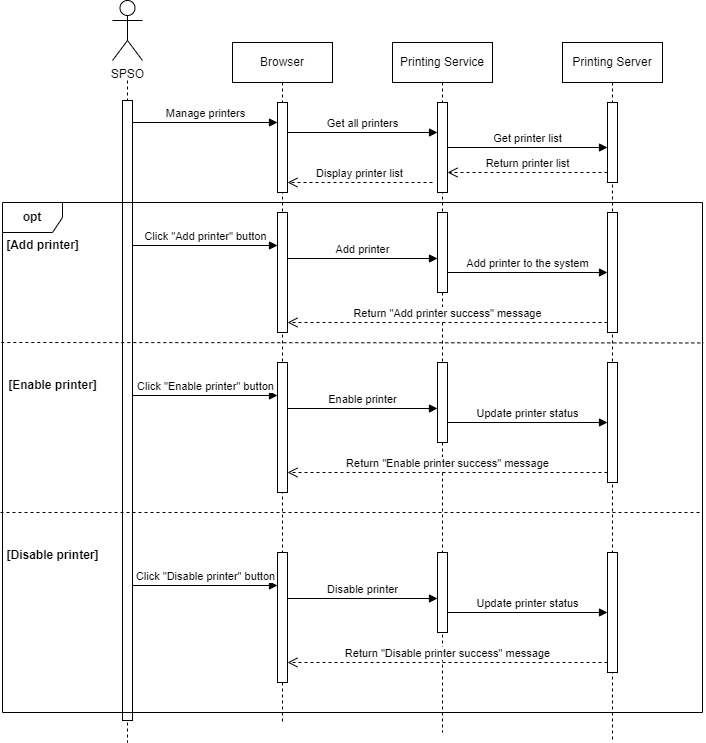 SPSO
Browser
Printing Service
Printing Server
Manage printers
Get all printers
Get printer list
Return printer list
Display printer list
opt
[Add printer]
Click "Add printer" button
Add printer
Add printer to the system
Return "Add printer success" message
[Enable printer]
Click "Enable printer" button
Enable printer
Update printer status
Return "Enable printer success" message
[Disable printer]
Click "Disable printer" button
Disable printer
Update printer status
Return "Disable printer success" message